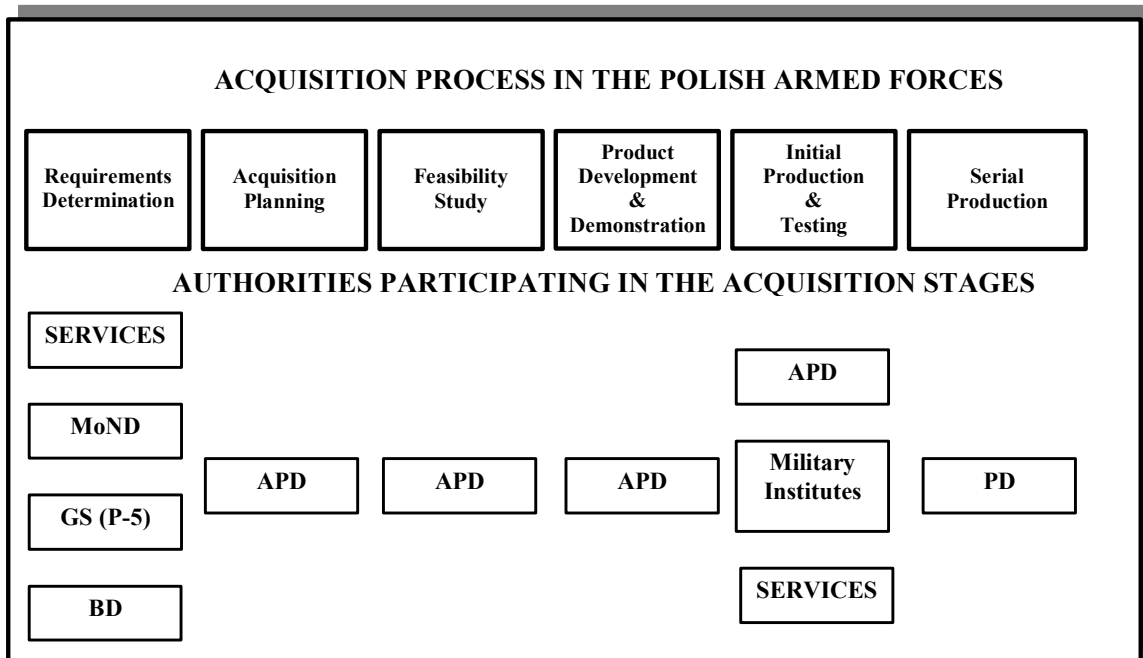 ACQUISITION PROCESS IN THE POLISH ARMED FORCES
Requirements
Determination
Acquisition
Planning
Feasibility
Study
Product
Development
&
Demonstration
Initial
Production
&
Testing
Serial
Production
AUTHORITIES PARTICIPATING IN THE ACQUISITION STAGES
SERVICES
MoND
GS (P-5)
BD
APD
APD
APD
APD
Military
Institutes
SERVICES
PD